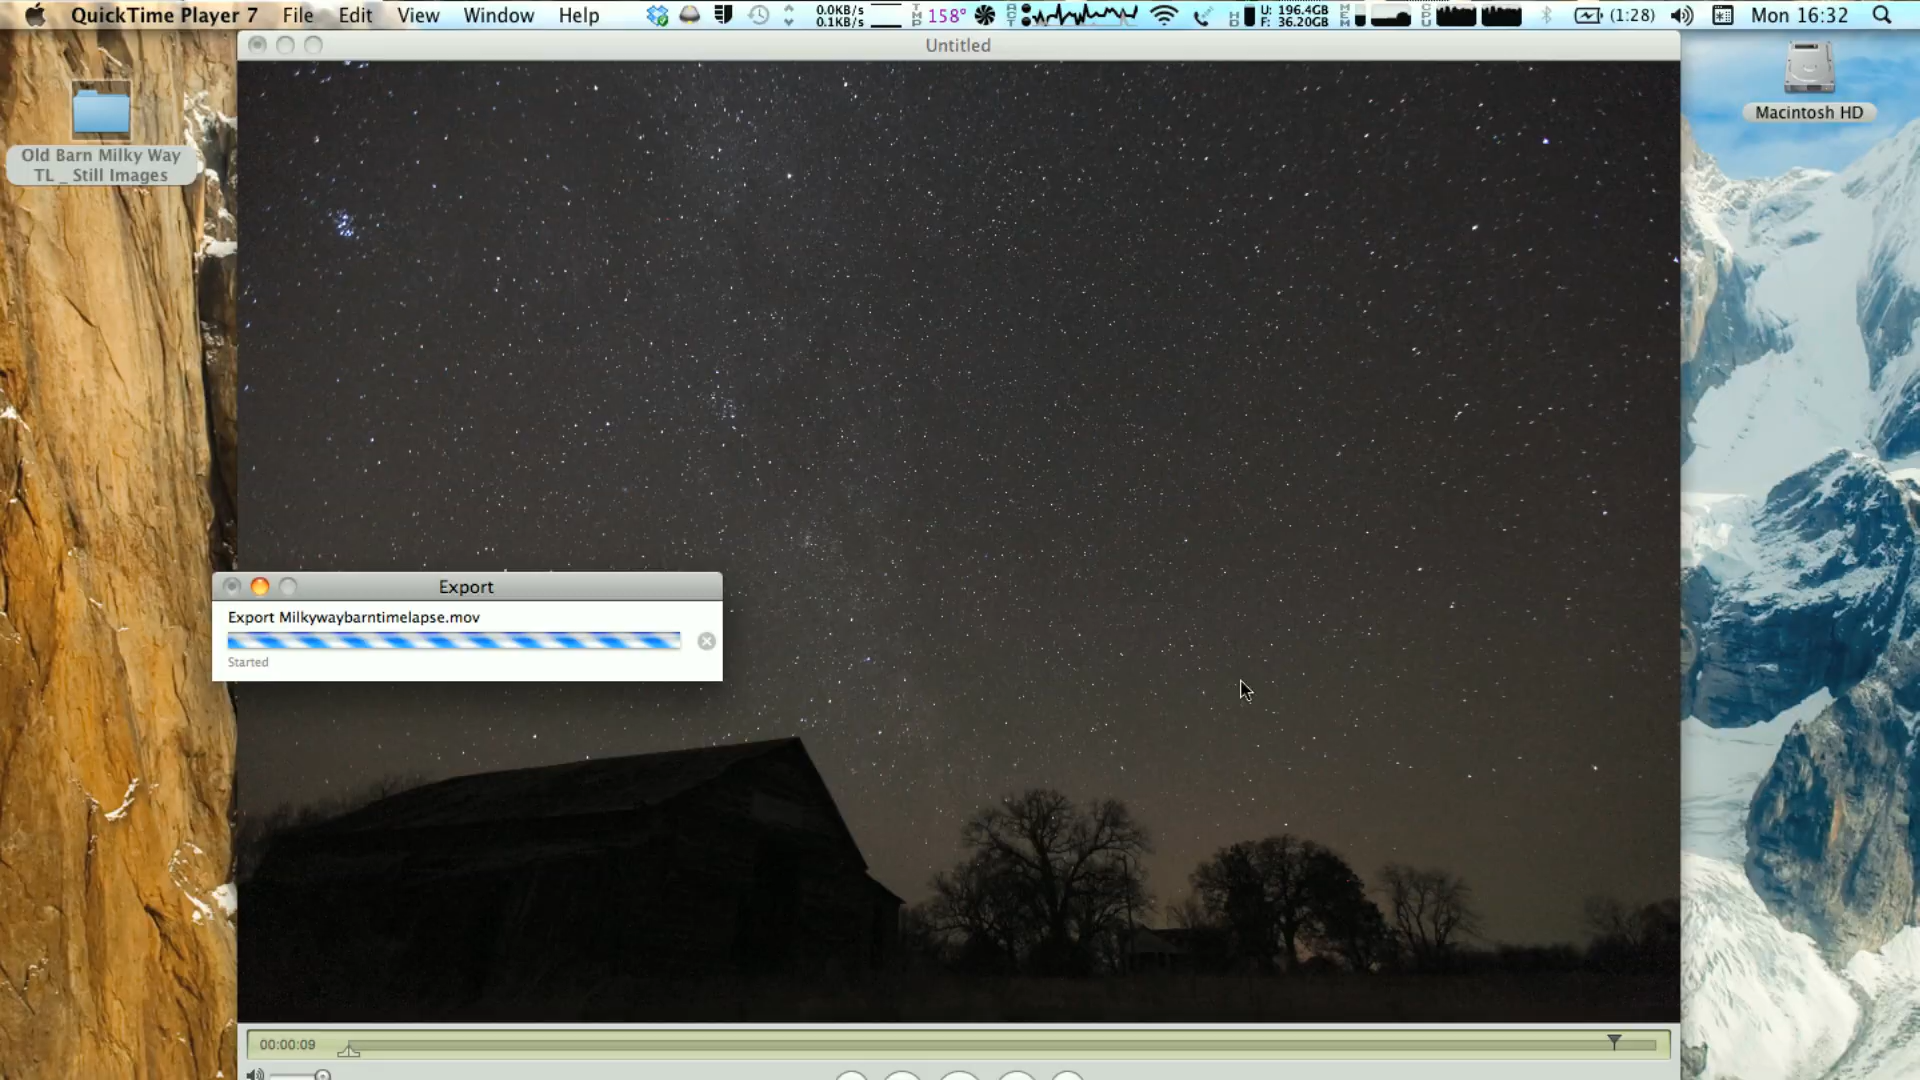 QuickTime Player 7 File Edit View Window Help 0.0KB/s 158° U: 196.4GB (1:28) Mon 16:32
0.1KB/s F: 36.20GB
Untitled
Macintosh HD
Old Barn Milky Way
TL _ Still Images
Export
Export Milkywaybarntimelapse.mov
Started
00:00:09